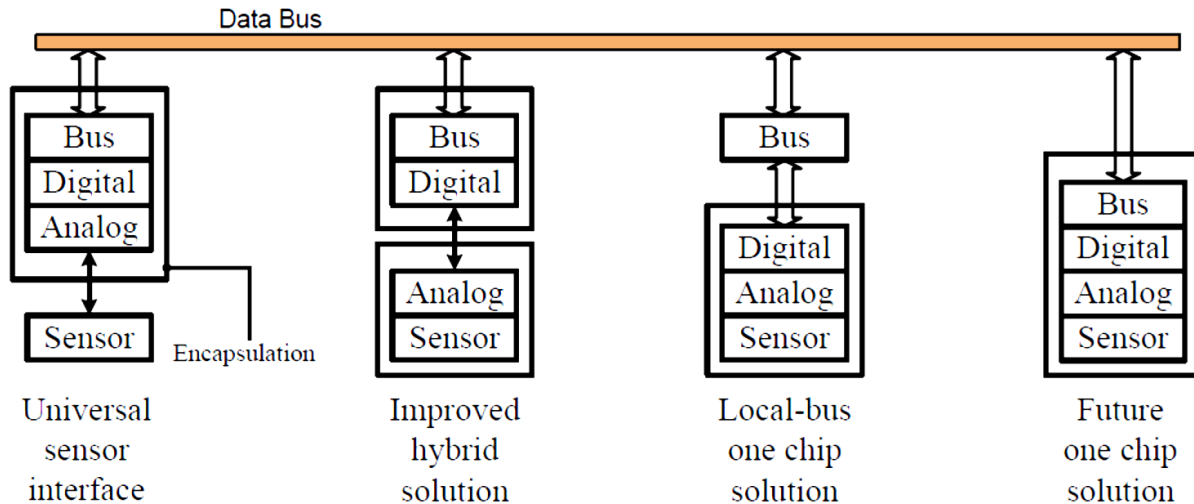 Data Bus
Bus
Digital
Analog
Sensor
Encapsulation
Universal
sensor
interface
Bus
Digital
Analog
Sensor
Improved
hybrid
solution
Bus
Digital
Analog
Sensor
Local-bus
one chip
solution
Bus
Digital
Analog
Sensor
Future
one chip
solution